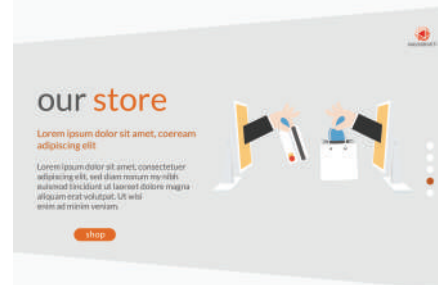 our store
Lorem ipsum dolor sit amet, coeream
adipiscing elit
Lorem ipsum dolor sit amet, consectetuer
adipiscing elit, sed diam nonum my nibh
euismod tincidunt ut laoreet dolore magna
aliquam erat volutpat. Ut wisi
enim ad minim veniam.
shop